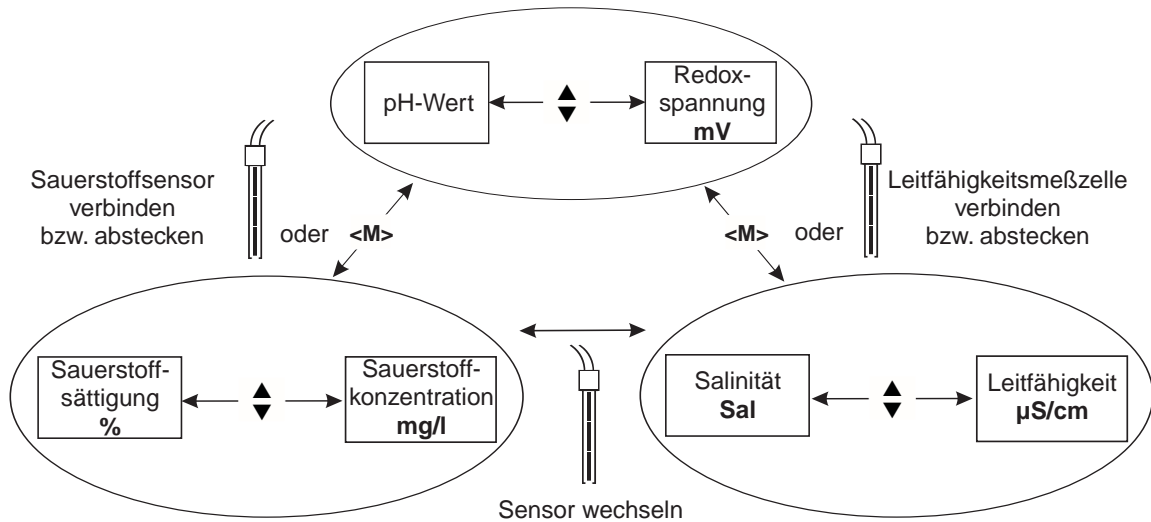 pH-Wert
Redox-
spannung
mV
Sauerstoffsensor
verbinden
bzw. abstecken
oder
<M>
<M>
oder
Leitfähigkeitsmeßzelle
verbinden
bzw. abstecken
Sauerstoff-
sättigung
%
Sauerstoff-
konzentration
mg/l
Salinität
Sal
Leitfähigkeit
µS/cm
Sensor wechseln